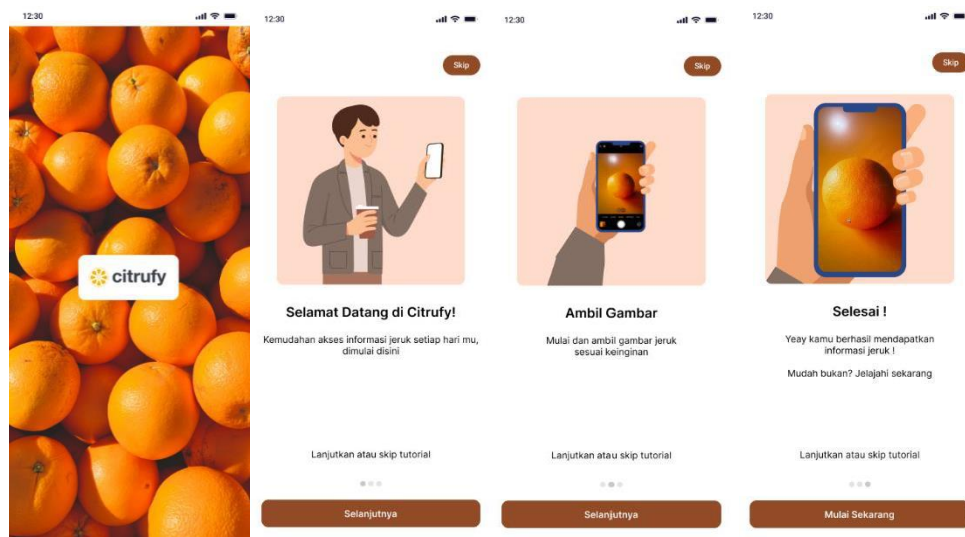 12:30
citrufy
12:30
Skip
Selamat Datang di Citrufy!
Kemudahan akses informasi jeruk setiap hari mu,
dimulai disini
Lanjutkan atau skip tutorial
Selanjutnya
12:30
Skip
Ambil Gambar
Mulai dan ambil gambar jeruk
sesuai keinginan
Lanjutkan atau skip tutorial
Selanjutnya
12:30
Skip
Selesai !
Yeay kamu berhasil mendapatkan
informasi jeruk !
Mudah bukan? Jelajahi sekarang
Lanjutkan atau skip tutorial
Mulai Sekarang